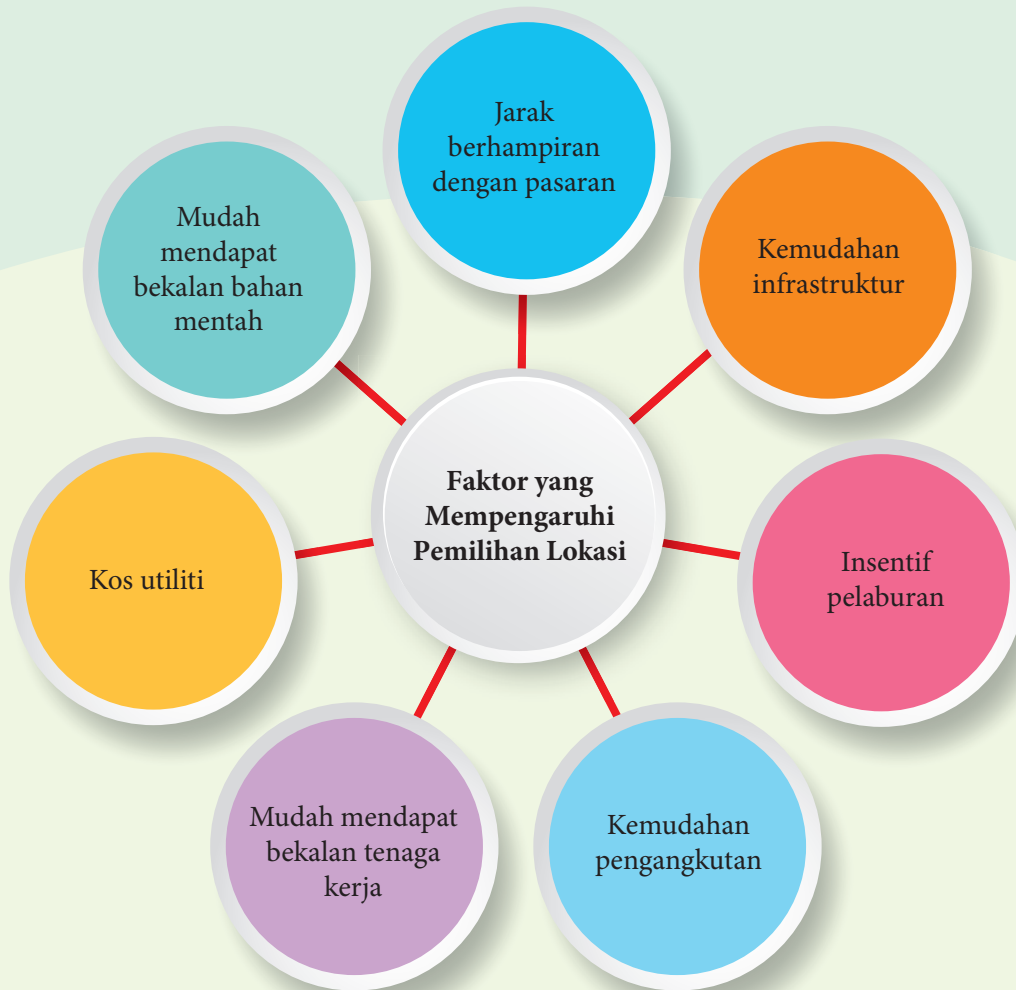 Jarak
berhampiran
dengan pasaran
Mudah
mendapat
bekalan bahan
mentah
Kemudahan
infrastruktur
Faktor yang
Mempengaruhi
Pemilihan Lokasi
Kos utiliti
Insentif
pelaburan
Mudah mendapat
bekalan tenaga
kerja
Kemudahan
pengangkutan